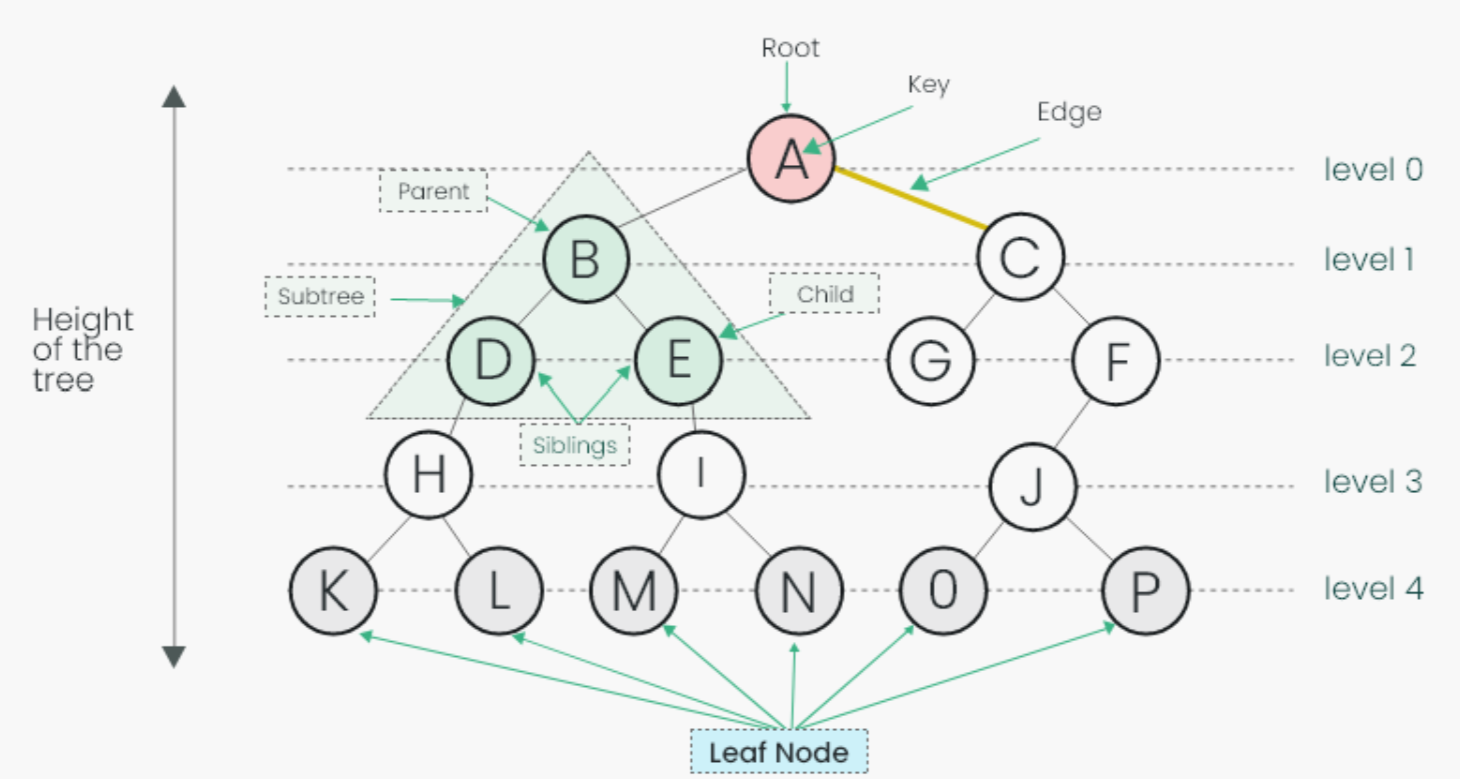 Root
Key
Edge
A
level 0
Parent
B
C
level 1
Subtree
Child
Height
of the
tree
D
E
G
F
level 2
Siblings
H
I
J
level 3
K
L
M
N
0
P
level 4
Leaf Node